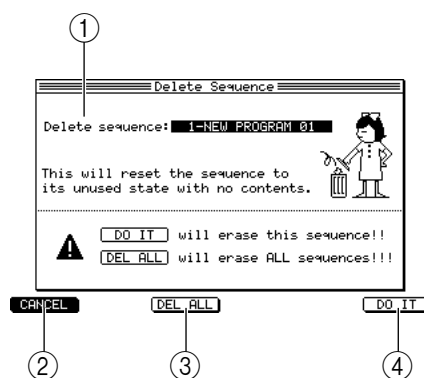 1
Delete Sequence
Delete sequence: 1-NEW PROGRAM 01
This will reset the sequence to
its unused state with no contents.
DO IT will erase this sequence!!
DEL ALL will erase ALL sequences!!!
CANCEL DEL ALL DO IT
2 3 4